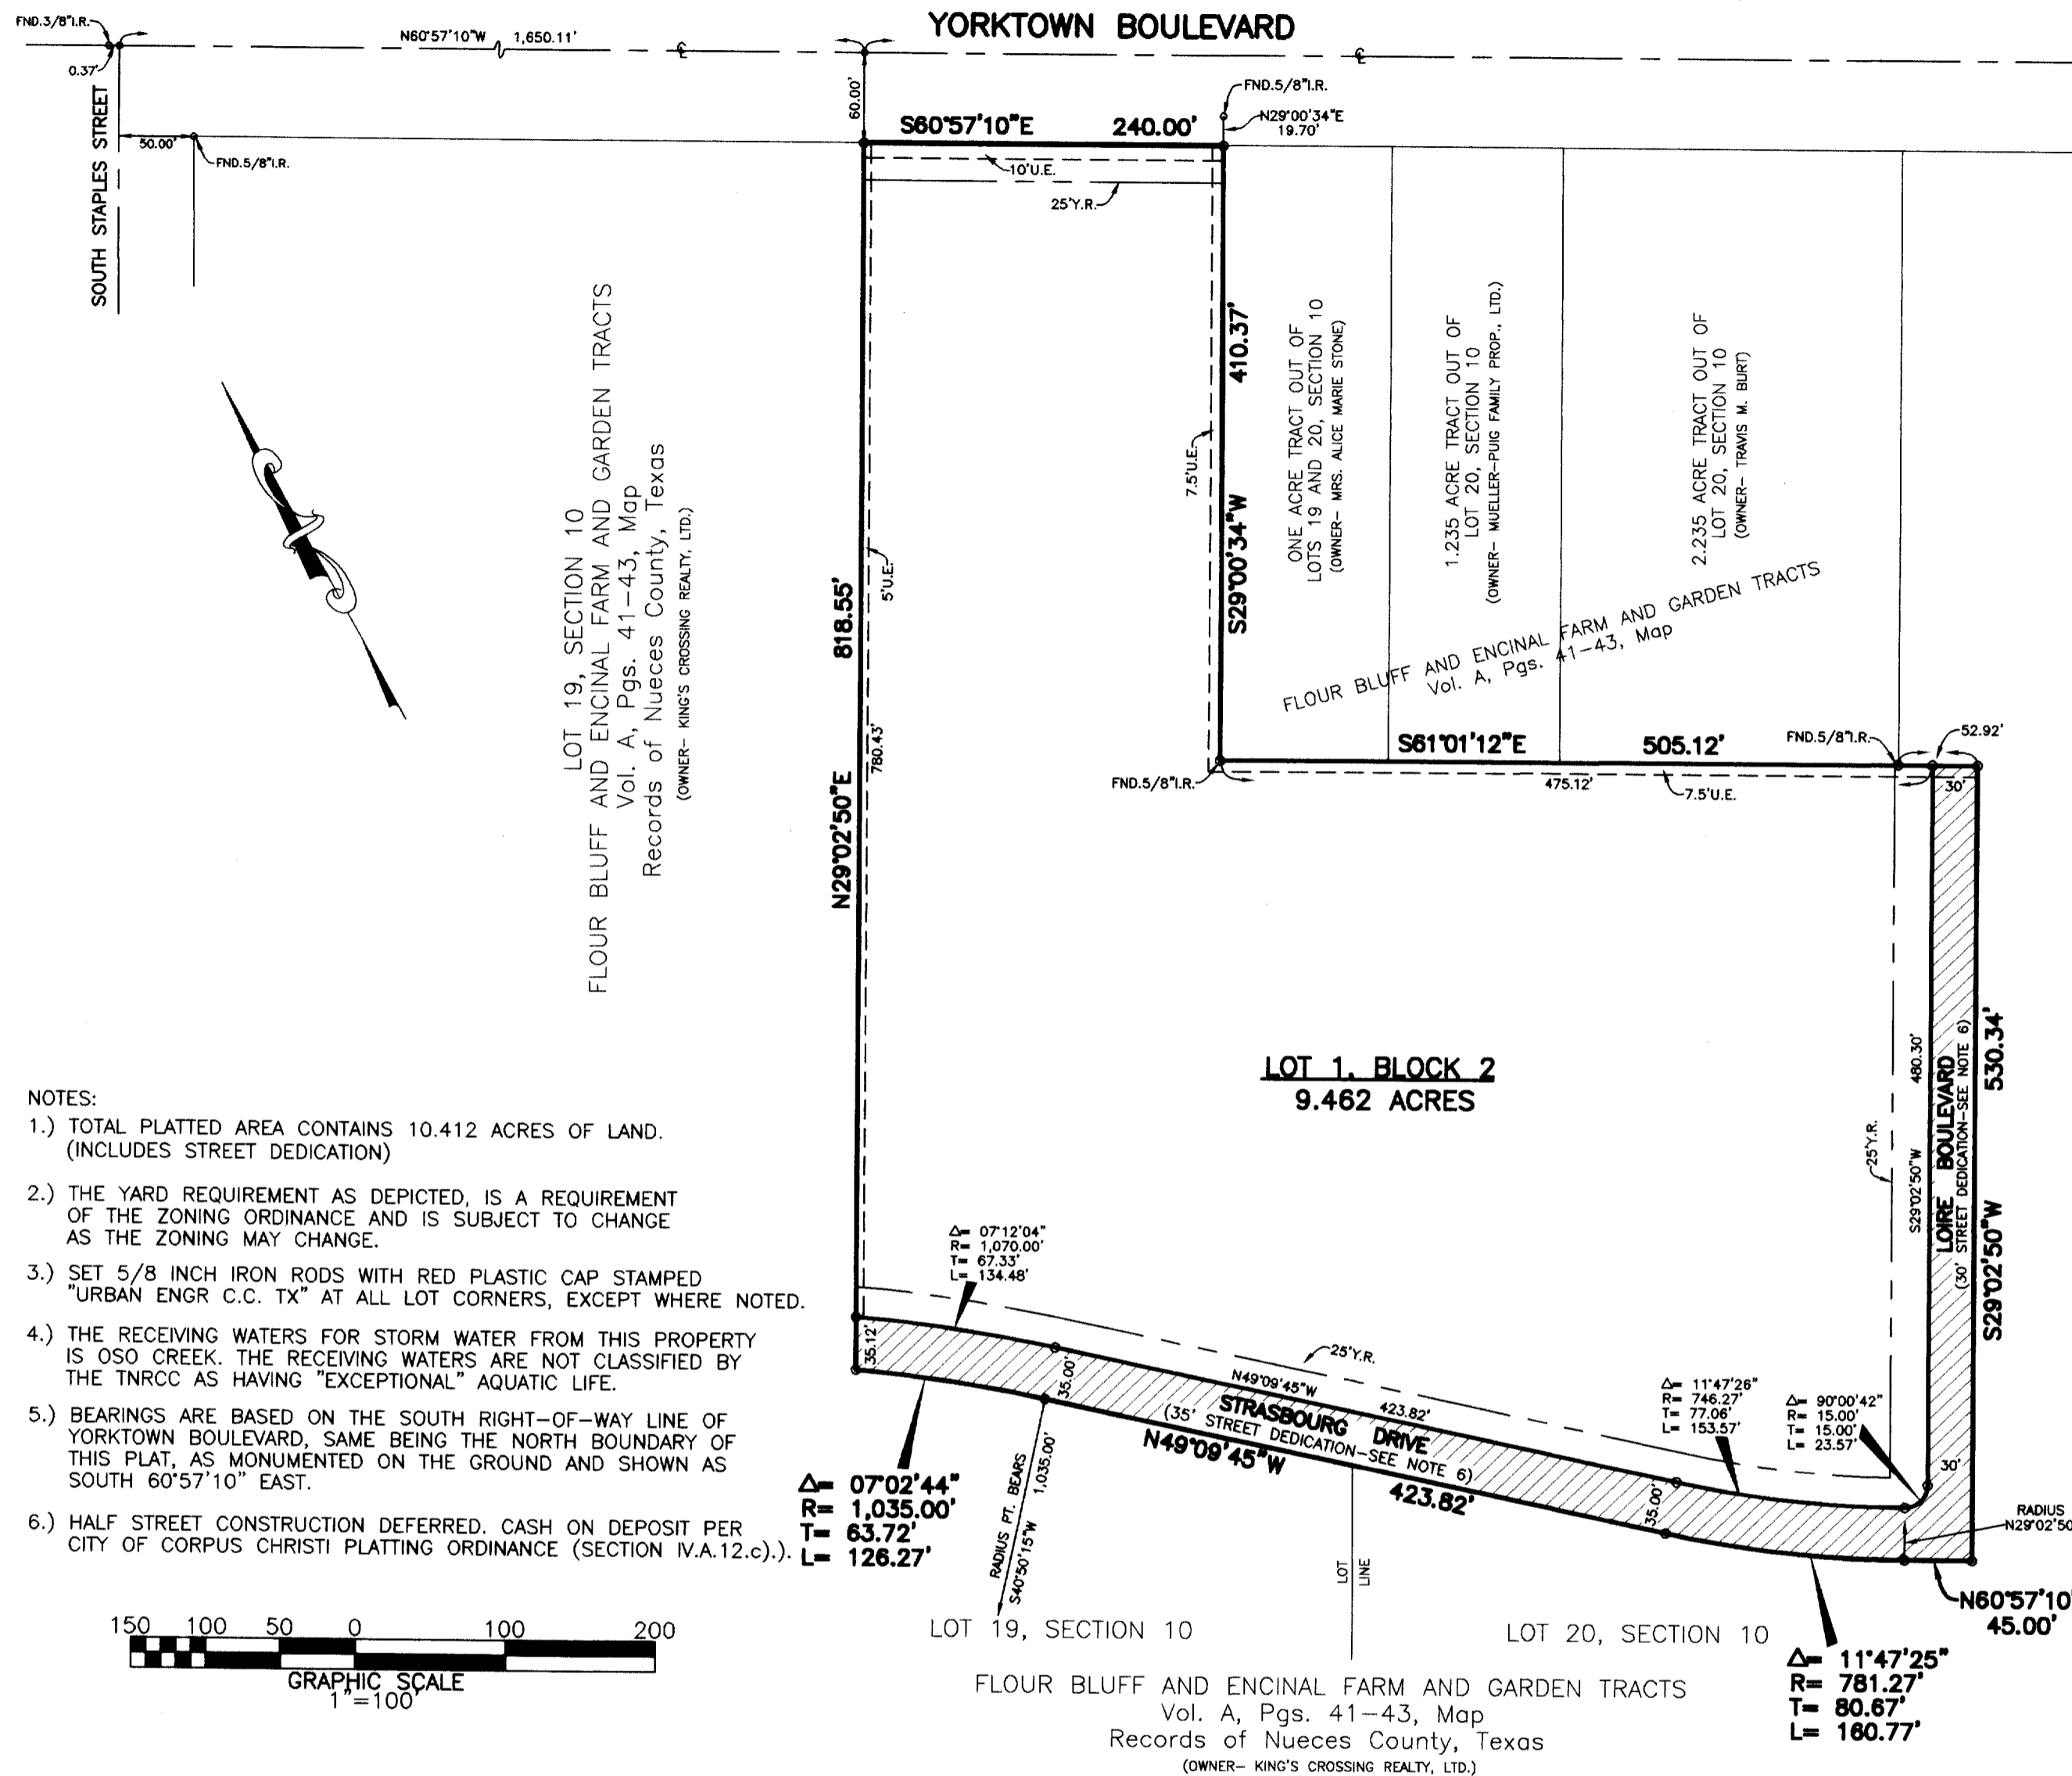 YORKTOWN BOULEVARD
FND.3/8"I.R.
N60°57'10"W 1,650.11'
℄
℄
0.37'
60.00'
SOUTH STAPLES STREET
50.00'
FND.5/8"I.R.
FND.5/8"I.R.
N29°00'34"E
19.70'
S60°57'10"E 240.00'
10'U.E.
25'Y.R.
LOT 19, SECTION 10
FLOUR BLUFF AND ENCINAL FARM AND GARDEN TRACTS
Vol. A, Pgs. 41-43, Map
Records of Nueces County, Texas
(OWNER- KING'S CROSSING REALTY, LTD.)
N29°02'50"E 818.55'
780.43'
5'U.E.
7.5'U.E.
S29°00'34"W 410.37'
ONE ACRE TRACT OUT OF
LOTS 19 AND 20, SECTION 10
(OWNER- MRS. ALICE MARIE STONE)
1.235 ACRE TRACT OUT OF
LOT 20, SECTION 10
(OWNER- MUELLER-PUIG FAMILY PROP., LTD.)
2.235 ACRE TRACT OUT OF
LOT 20, SECTION 10
(OWNER- TRAVIS M. BURT)
FLOUR BLUFF AND ENCINAL FARM AND GARDEN TRACTS
Vol. A, Pgs. 41-43, Map
S61°01'12"E 505.12'
FND.5/8"I.R.
52.92'
FND.5/8"I.R.
475.12'
7.5'U.E.
30'
LOT 1, BLOCK 2
9.462 ACRES
25'Y.R.
S29°02'50"W 480.30'
LOIRE BOULEVARD
(30' STREET DEDICATION-SEE NOTE 6)
S29°02'50"W 530.34'
NOTES:
1.) TOTAL PLATTED AREA CONTAINS 10.412 ACRES OF LAND.
(INCLUDES STREET DEDICATION)
2.) THE YARD REQUIREMENT AS DEPICTED, IS A REQUIREMENT
OF THE ZONING ORDINANCE AND IS SUBJECT TO CHANGE
AS THE ZONING MAY CHANGE.
3.) SET 5/8 INCH IRON RODS WITH RED PLASTIC CAP STAMPED
"URBAN ENGR C.C. TX" AT ALL LOT CORNERS, EXCEPT WHERE NOTED.
4.) THE RECEIVING WATERS FOR STORM WATER FROM THIS PROPERTY
IS OSO CREEK. THE RECEIVING WATERS ARE NOT CLASSIFIED BY
THE TNRCC AS HAVING "EXCEPTIONAL" AQUATIC LIFE.
5.) BEARINGS ARE BASED ON THE SOUTH RIGHT-OF-WAY LINE OF
YORKTOWN BOULEVARD, SAME BEING THE NORTH BOUNDARY OF
THIS PLAT, AS MONUMENTED ON THE GROUND AND SHOWN AS
SOUTH 60°57'10" EAST.
6.) HALF STREET CONSTRUCTION DEFERRED. CASH ON DEPOSIT PER
CITY OF CORPUS CHRISTI PLATTING ORDINANCE (SECTION IV.A.12.c).).
Δ= 07°12'04"
R= 1,070.00'
T= 67.33'
L= 134.48'
35.12'
35.00'
25'Y.R.
N49°09'45"W 423.82'
STRASBOURG DRIVE
(35' STREET DEDICATION-SEE NOTE 6)
N49°09'45"W 423.82'
Δ= 11°47'26"
R= 746.27'
T= 77.06'
L= 153.57'
Δ= 90°00'42"
R= 15.00'
T= 15.00'
L= 23.57'
30'
35.00'
RADIUS
N29°02'50
Δ= 07°02'44"
R= 1,035.00'
T= 63.72'
L= 126.27'
RADIUS PT. BEARS
S40°50'15"W 1,035.00'
LOT LINE
N60°57'10"
45.00'
Δ= 11°47'25"
R= 781.27'
T= 80.67'
L= 160.77'
LOT 19, SECTION 10
LOT 20, SECTION 10
FLOUR BLUFF AND ENCINAL FARM AND GARDEN TRACTS
Vol. A, Pgs. 41-43, Map
Records of Nueces County, Texas
(OWNER- KING'S CROSSING REALTY, LTD.)
150 100 50 0 100 200
GRAPHIC SCALE
1"=100'